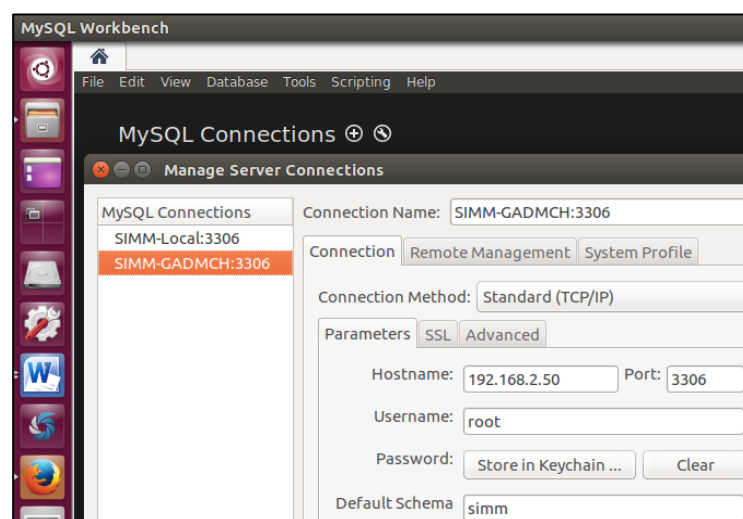 MySQL Workbench
File Edit View Database Tools Scripting Help
MySQL Connections
Manage Server Connections
MySQL Connections
SIMM-Local:3306
SIMM-GADMCH:3306
Connection Name: SIMM-GADMCH:3306
Connection Remote Management System Profile
Connection Method: Standard (TCP/IP)
Parameters SSL Advanced
Hostname: 192.168.2.50 Port: 3306
Username: root
Password: Store in Keychain ... Clear
Default Schema simm
W